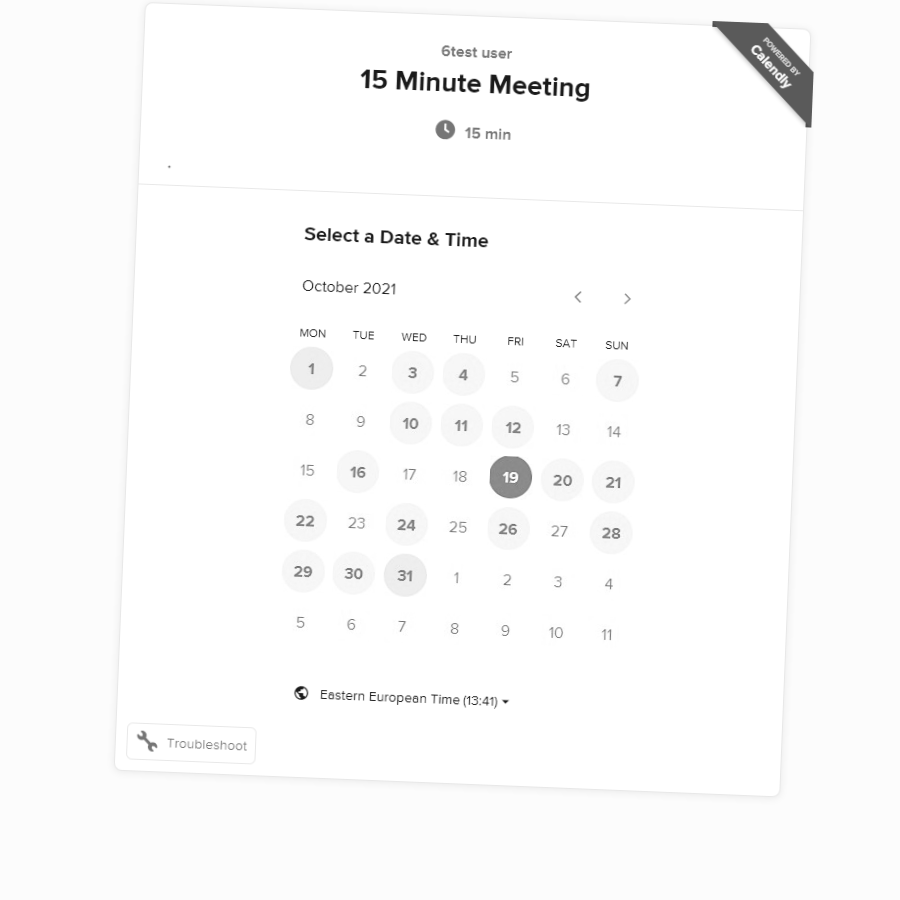 6test user
POWERED BY
Calendly
15 Minute Meeting
15 min
.
Select a Date & Time
October 2021
MON TUE WED THU FRI SAT SUN
1 2 3 4 5 6 7
8 9 10 11 12 13 14
15 16 17 18 19 20 21
22 23 24 25 26 27 28
29 30 31 1 2 3 4
5 6 7 8 9 10 11
Eastern European Time (13:41)
Troubleshoot